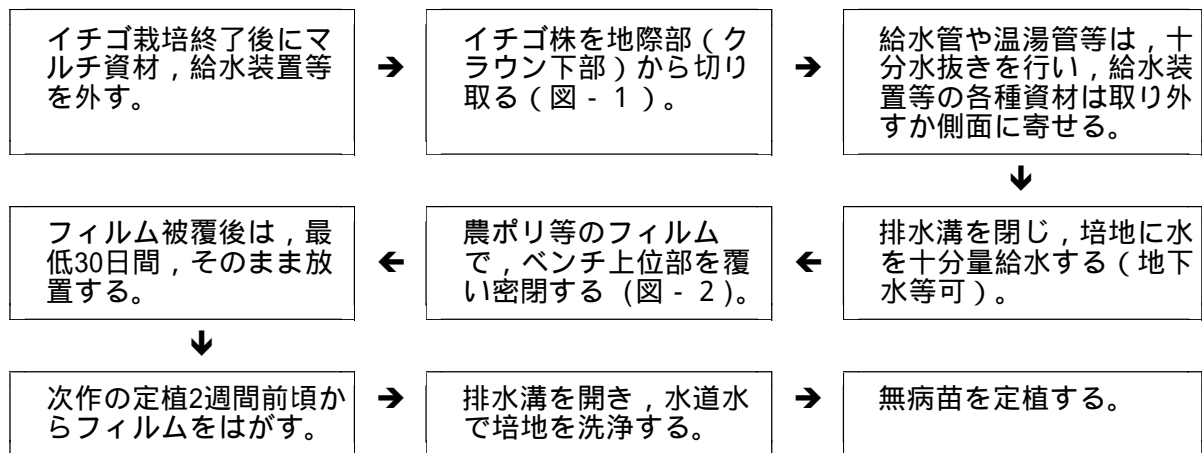 イチゴ栽培終了後にマ
ルチ資材，給水装置等
を外す。
➔
イチゴ株を地際部（ク
ラウン下部）から切り
取る（図‐１）。
➔
給水管や温湯管等は，十
分水抜きを行い，給水装
置等の各種資材は取り外
すか側面に寄せる。
排水溝を閉じ，培地に水
を十分量給水する（地下
水等可）。
農ポリ等のフィルム
で，ベンチ上位部を覆
い密閉する (図‐２)。
フィルム被覆後は，最
低30日間，そのまま放
置する。
次作の定植2週間前頃か
らフィルムをはがす。
➔
排水溝を開き，水道水
で培地を洗浄する。
➔
無病苗を定植する。